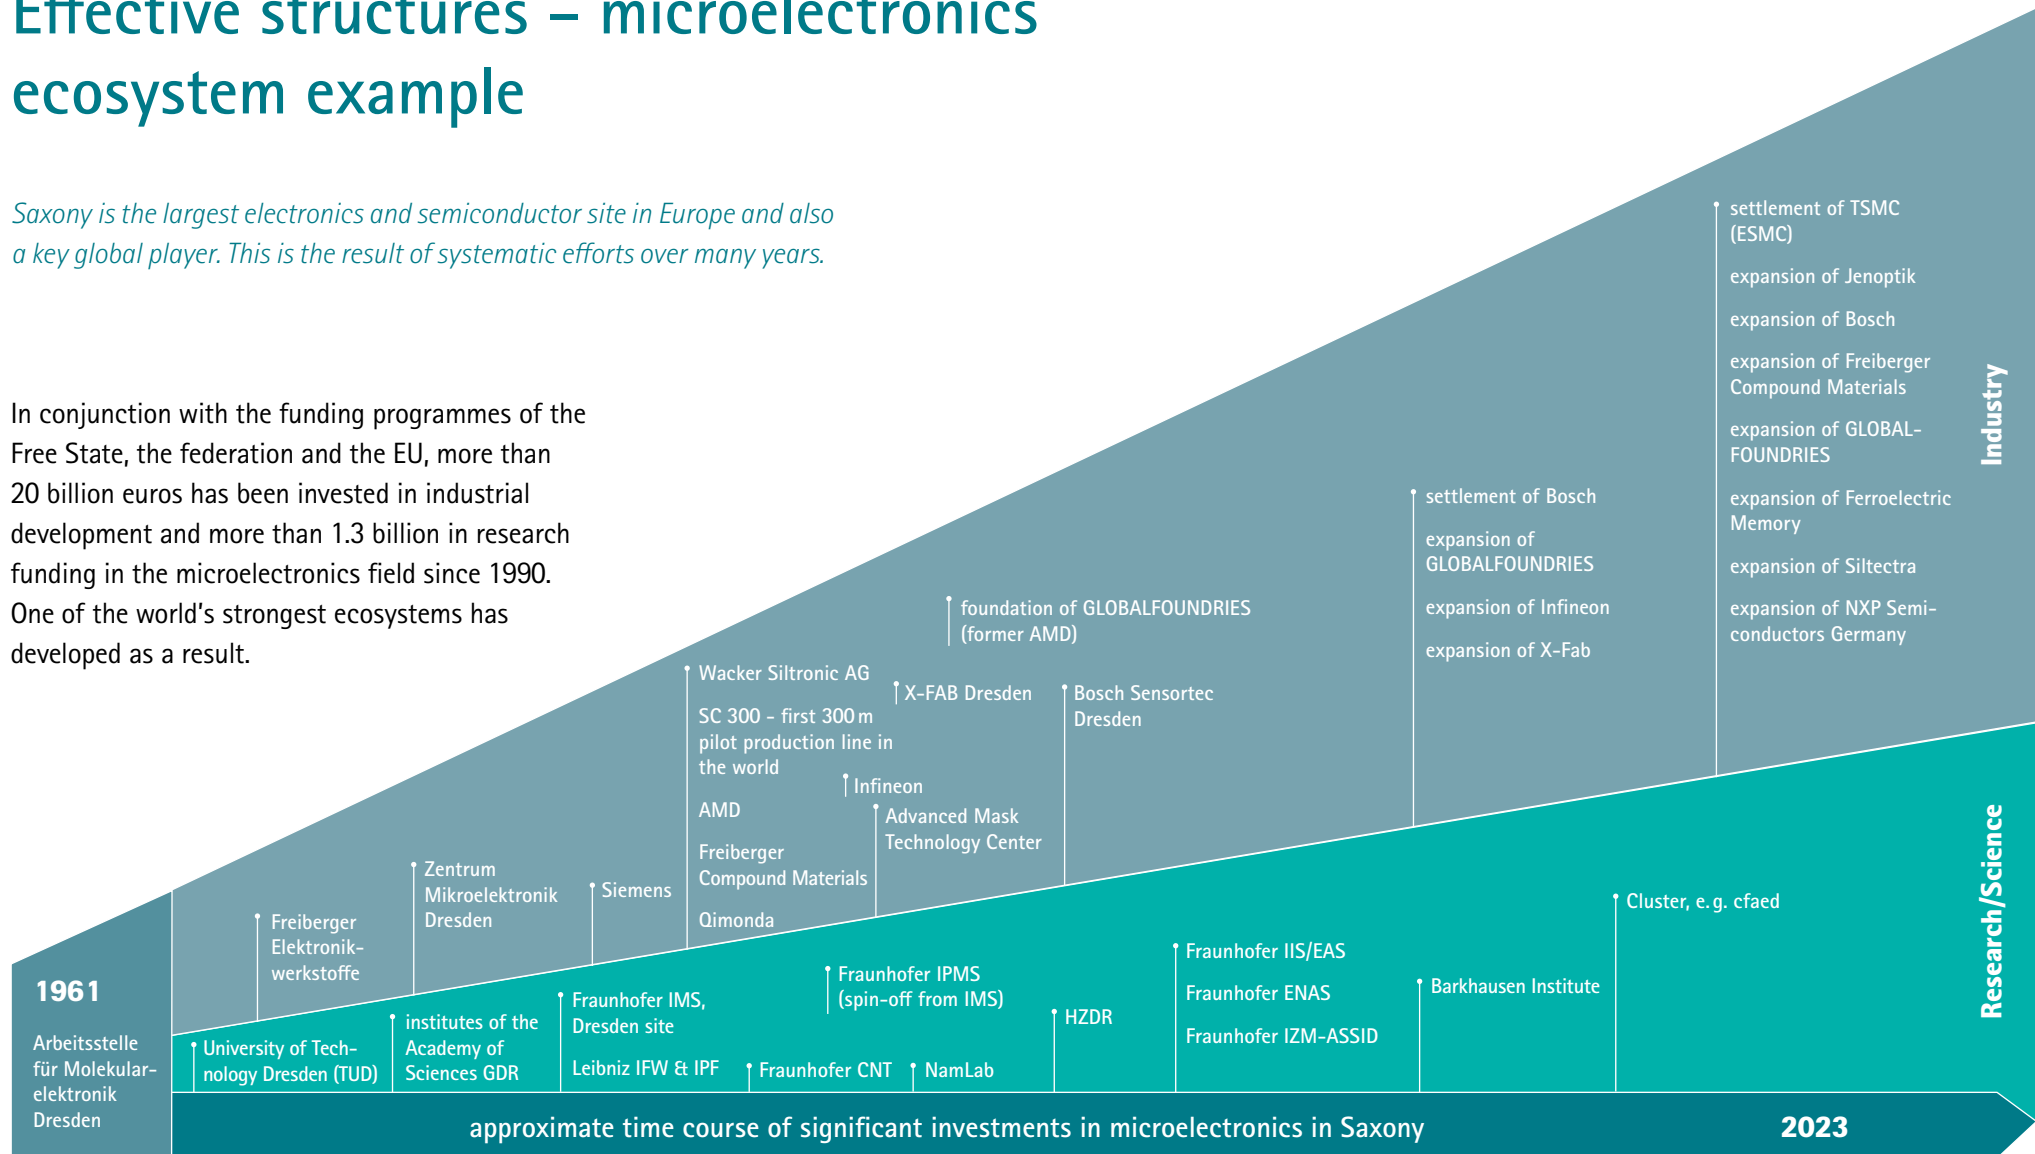 Effective structures – microelectronics
ecosystem example
Saxony is the largest electronics and semiconductor site in Europe and also
a key global player. This is the result of systematic efforts over many years.
In conjunction with the funding programmes of the
Free State, the federation and the EU, more than
20 billion euros has been invested in industrial
development and more than 1.3 billion in research
funding in the microelectronics field since 1990.
One of the world's strongest ecosystems has
developed as a result.
1961
Arbeitsstelle
für Molekular-
elektronik
Dresden
Freiberger
Elektronik-
werkstoffe
Zentrum
Mikroelektronik
Dresden
Siemens
Wacker Siltronic AG
SC 300 - first 300 m
pilot production line in
the world
AMD
Freiberger
Compound Materials
Qimonda
Infineon
Advanced Mask
Technology Center
X-FAB Dresden
foundation of GLOBALFOUNDRIES
(former AMD)
Bosch Sensortec
Dresden
settlement of Bosch
expansion of
GLOBALFOUNDRIES
expansion of Infineon
expansion of X-Fab
settlement of TSMC
(ESMC)
expansion of Jenoptik
expansion of Bosch
expansion of Freiberger
Compound Materials
expansion of GLOBAL-
FOUNDRIES
expansion of Ferroelectric
Memory
expansion of Siltectra
expansion of NXP Semi-
conductors Germany
Industry
University of Tech-
nology Dresden (TUD)
institutes of the
Academy of
Sciences GDR
Fraunhofer IMS,
Dresden site
Leibniz IFW & IPF
Fraunhofer CNT
Fraunhofer IPMS
(spin-off from IMS)
NamLab
HZDR
Fraunhofer IIS/EAS
Fraunhofer ENAS
Fraunhofer IZM-ASSID
Barkhausen Institute
Cluster, e. g. cfaed
Research/Science
approximate time course of significant investments in microelectronics in Saxony
2023